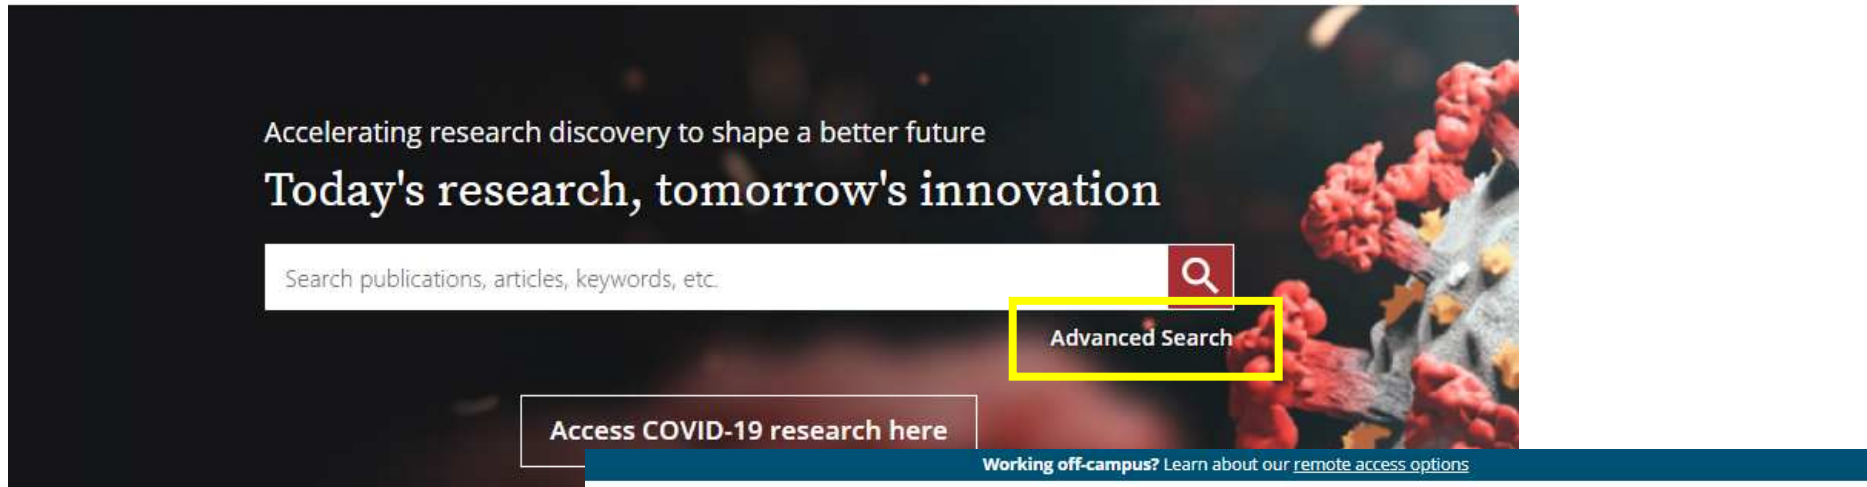 Accelerating research discovery to shape a better future
Today's research, tomorrow's innovation
Search publications, articles, keywords, etc.
Advanced Search
Access COVID-19 research here
Working off-campus? Learn about our remote access options